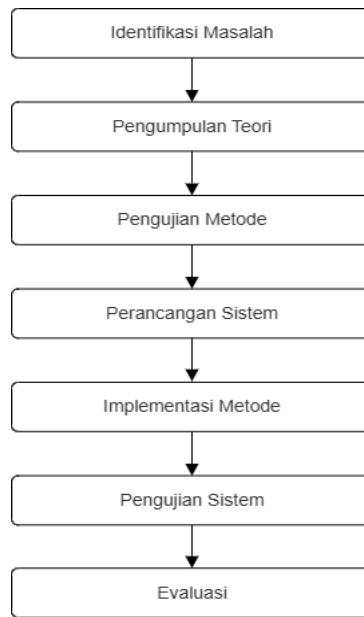 Identifikasi Masalah
Pengumpulan Teori
Pengujian Metode
Perancangan Sistem
Implementasi Metode
Pengujian Sistem
Evaluasi